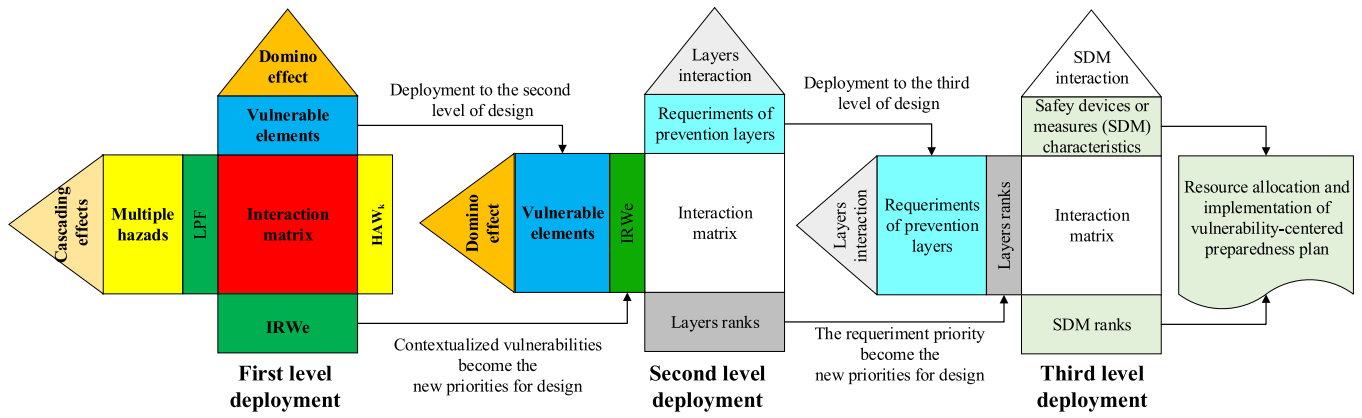 Domino
effect
Vulnerable
elements
Cascading
effects
Multiple
hazads
LPF
Interaction
matrix
HAWk
IRWe
First level
deployment
Deployment to the second
level of design
Contextualized vulnerabilities
become the
new priorities for design
Layers
interaction
Requeriments of
prevention layers
Domino
effect
Vulnerable
elements
IRWe
Interaction
matrix
Layers ranks
Second level
deployment
Deployment to the third
level of design
The requeriment priority
become the
new priorities for design
SDM
interaction
Safey devices or
measures (SDM)
characteristics
Layers
interaction
Requeriments
of prevention
layers
Layers ranks
Interaction
matrix
SDM ranks
Third level
deployment
Resource allocation and
implementation of
vulnerability-centered
preparedness plan